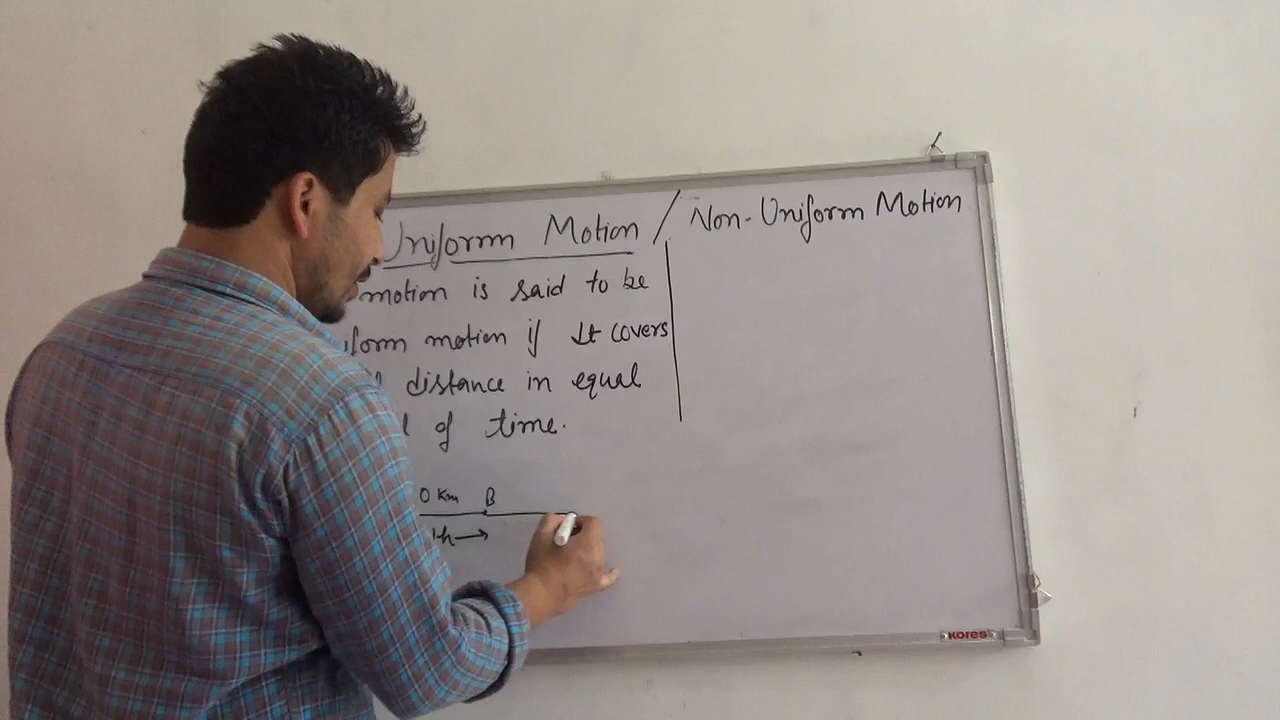 Uniform Motion / Non-Uniform Motion
motion is said to be
iform motion if It covers
distance in equal
l of time.
0 Km B
1h
KORES